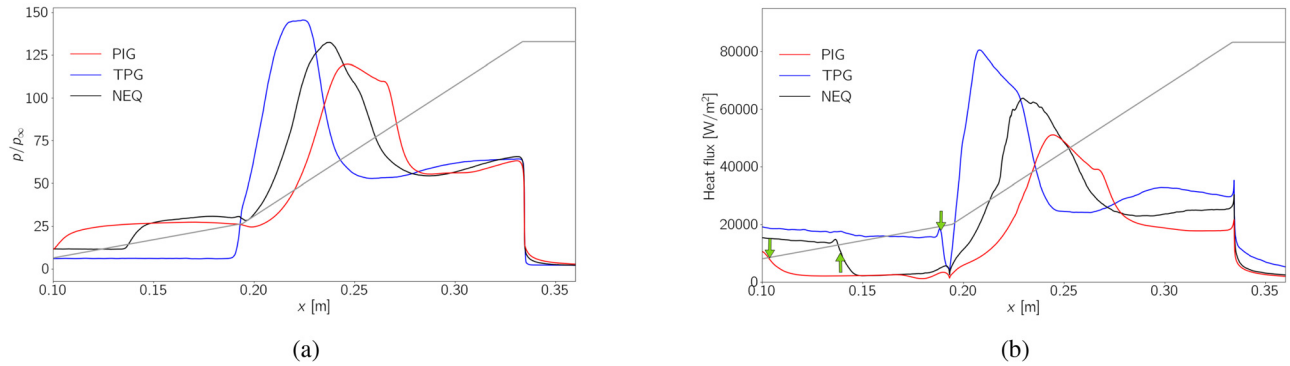 150
125
100
75
50
25
0
p/p∞
PIG
TPG
NEQ
0.10 0.15 0.20 0.25 0.30 0.35
x [m]
(a)
80000
60000
40000
20000
0
Heat flux [W/m²]
PIG
TPG
NEQ
0.10 0.15 0.20 0.25 0.30 0.35
x [m]
(b)